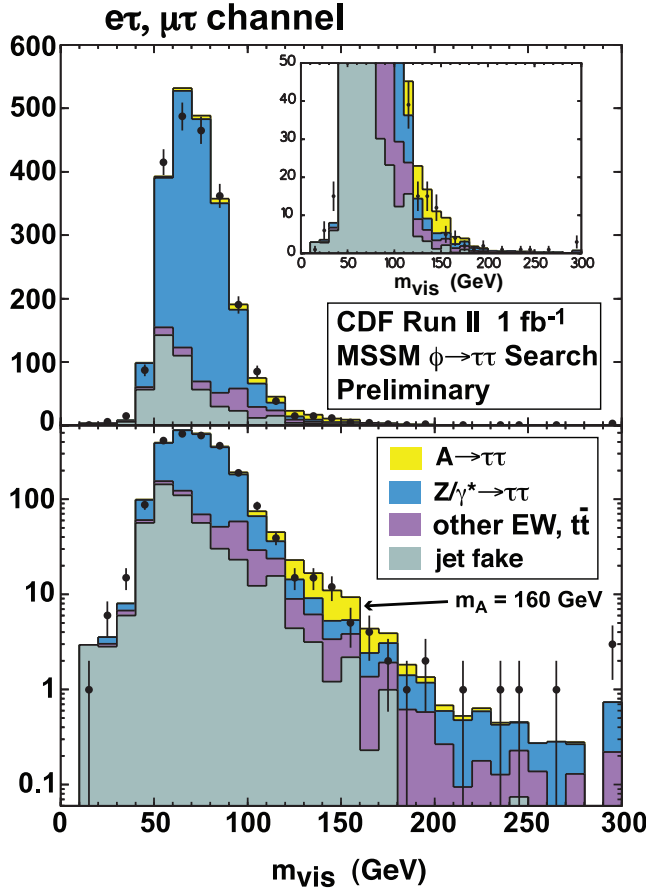 eτ, μτ channel
600
500
400
300
200
100
0
50
40
30
20
10
0
0 50 100 150 200 250 300
m_vis (GeV)
CDF Run II 1 fb⁻¹
MSSM ϕ→ττ Search
Preliminary
100
10
1
0.1
A→ττ
Z/γ*→ττ
other EW, tt̄
jet fake
m_A = 160 GeV
0 50 100 150 200 250 300
m_vis (GeV)